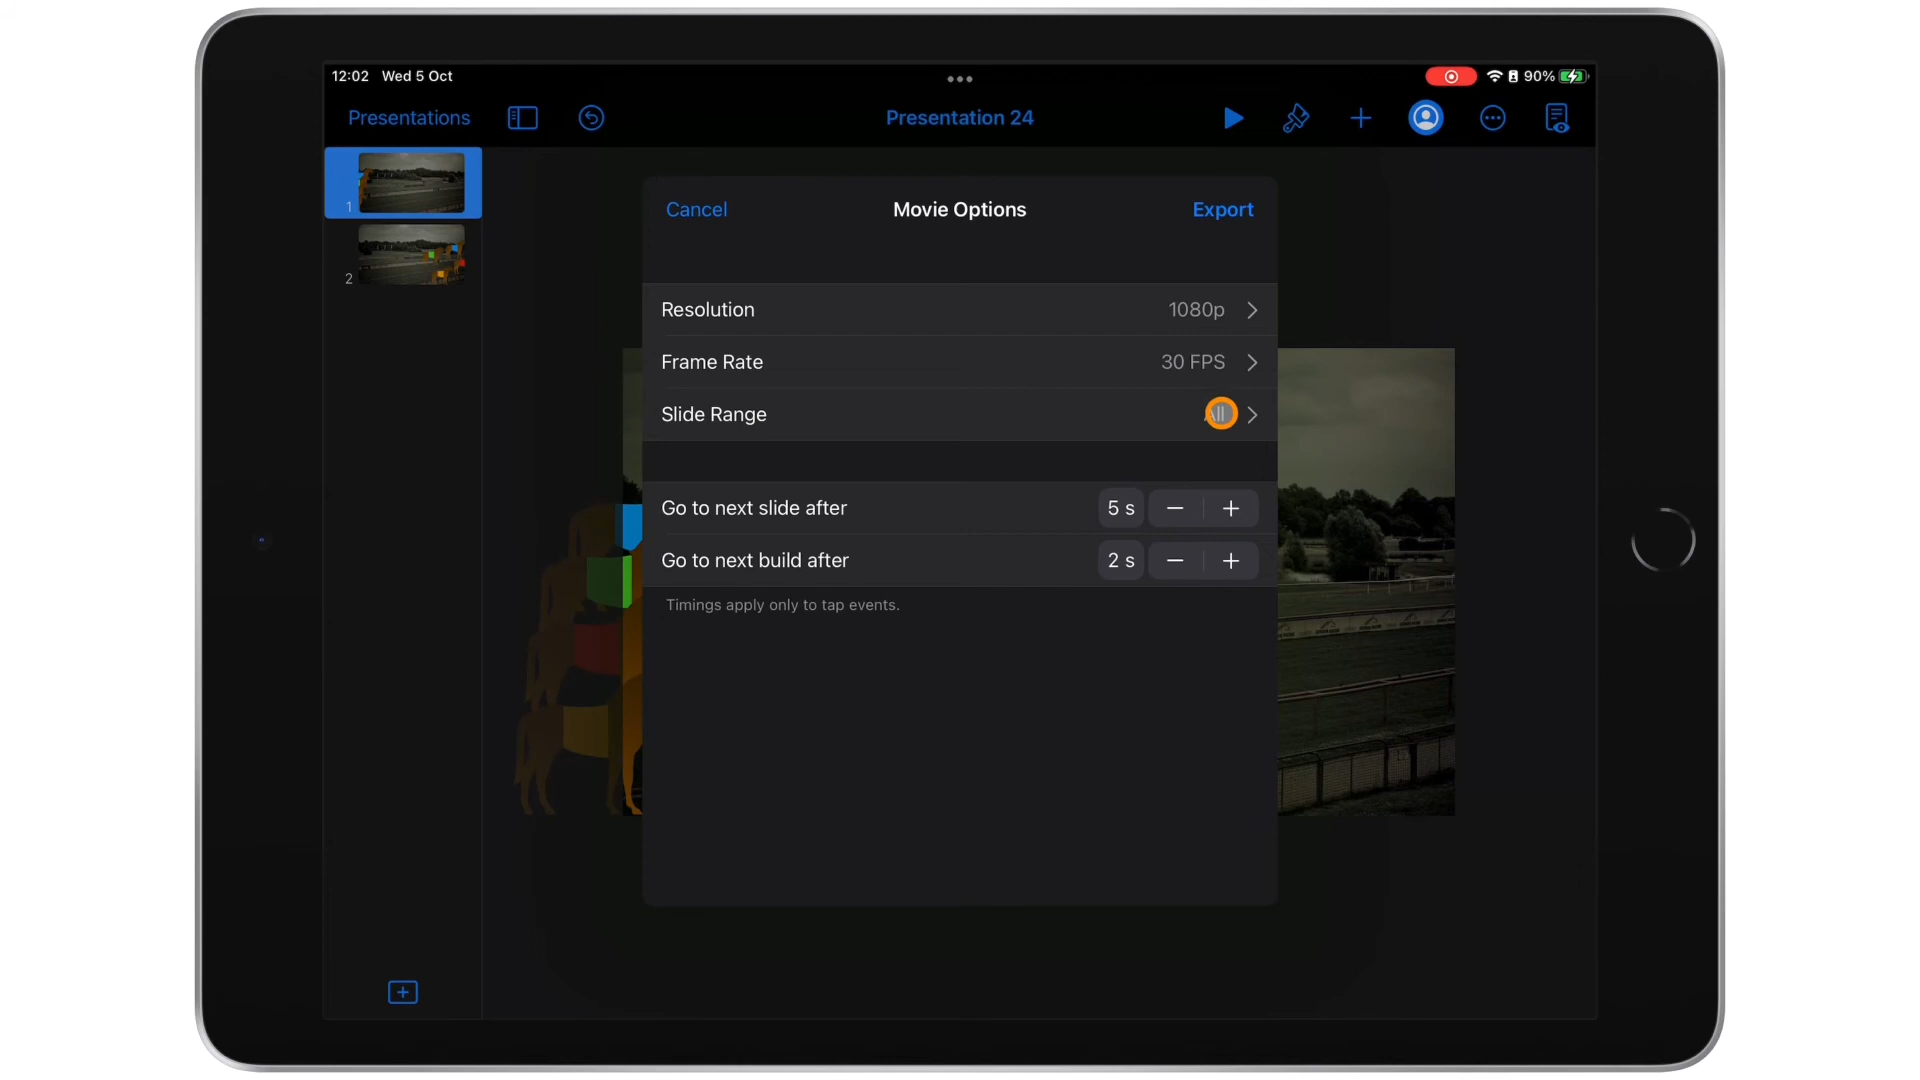 12:02 Wed 5 Oct
90%
Presentations
Presentation 24
1
2
Cancel
Movie Options
Export
Resolution 1080p
Frame Rate 30 FPS
Slide Range All
Go to next slide after 5 s
Go to next build after 2 s
Timings apply only to tap events.